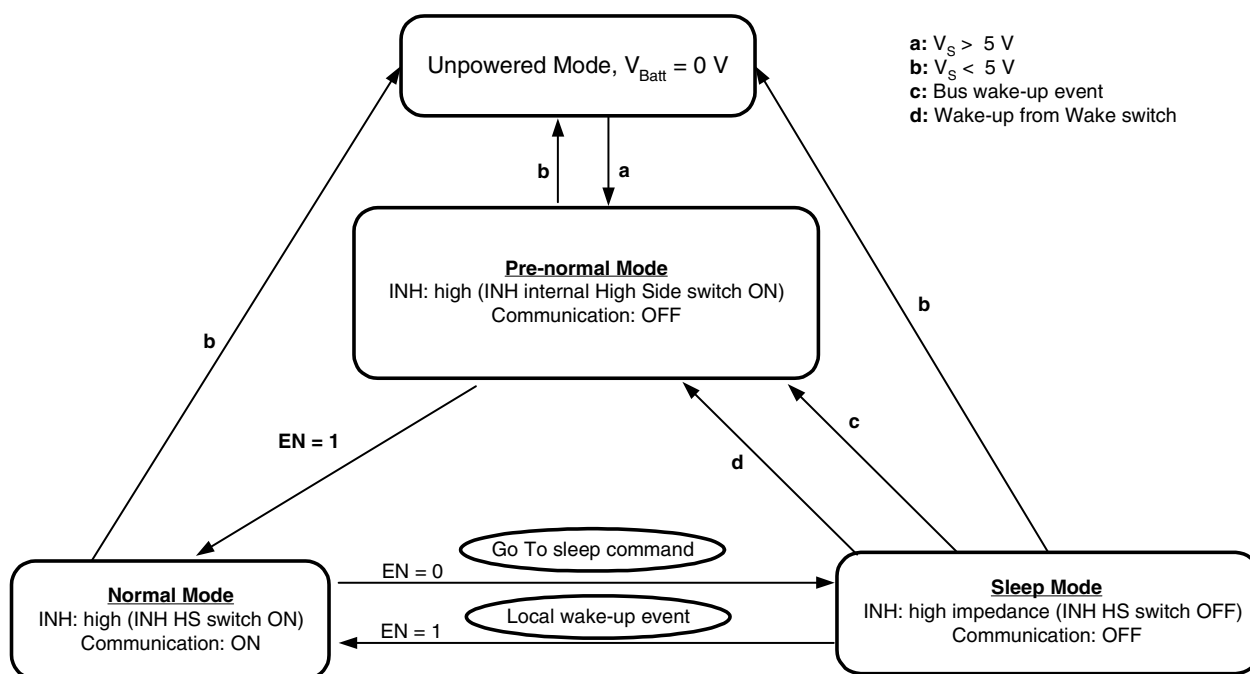 Unpowered Mode, V_Batt = 0 V
a: V_S > 5 V
b: V_S < 5 V
c: Bus wake-up event
d: Wake-up from Wake switch
b
a
Pre-normal Mode
INH: high (INH internal High Side switch ON)
Communication: OFF
b
b
EN = 1
c
d
Go To sleep command
EN = 0
Normal Mode
INH: high (INH HS switch ON)
Communication: ON
Local wake-up event
EN = 1
Sleep Mode
INH: high impedance (INH HS switch OFF)
Communication: OFF